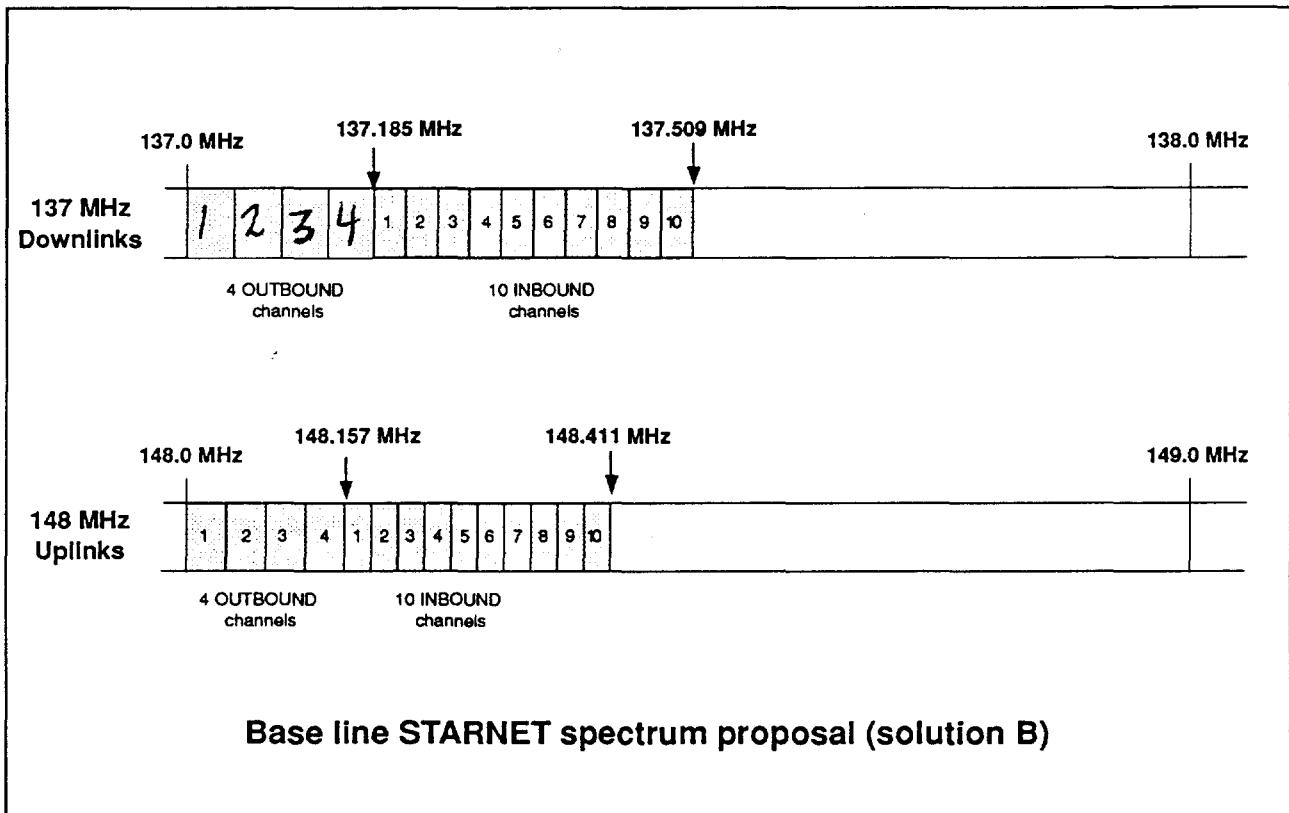 137.0 MHz 137.185 MHz 137.509 MHz 138.0 MHz
137 MHz
Downlinks
1 2 3 4 1 2 3 4 5 6 7 8 9 10
4 OUTBOUND
channels
10 INBOUND
channels
148.0 MHz 148.157 MHz 148.411 MHz 149.0 MHz
148 MHz
Uplinks
1 2 3 4 1 2 3 4 5 6 7 8 9 10
4 OUTBOUND
channels
10 INBOUND
channels
Base line STARNET spectrum proposal (solution B)